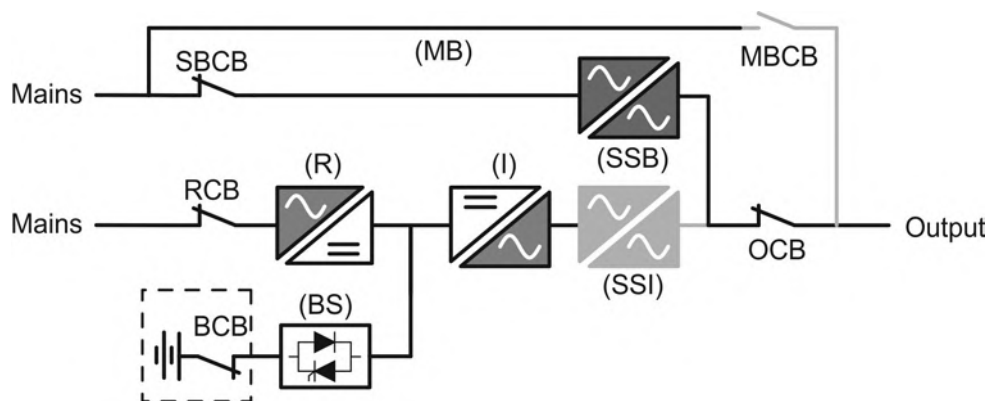 (MB)
MBCB
SBCB
Mains
(SSB)
(R)
(I)
RCB
Mains
Output
OCB
(SSI)
(BS)
BCB